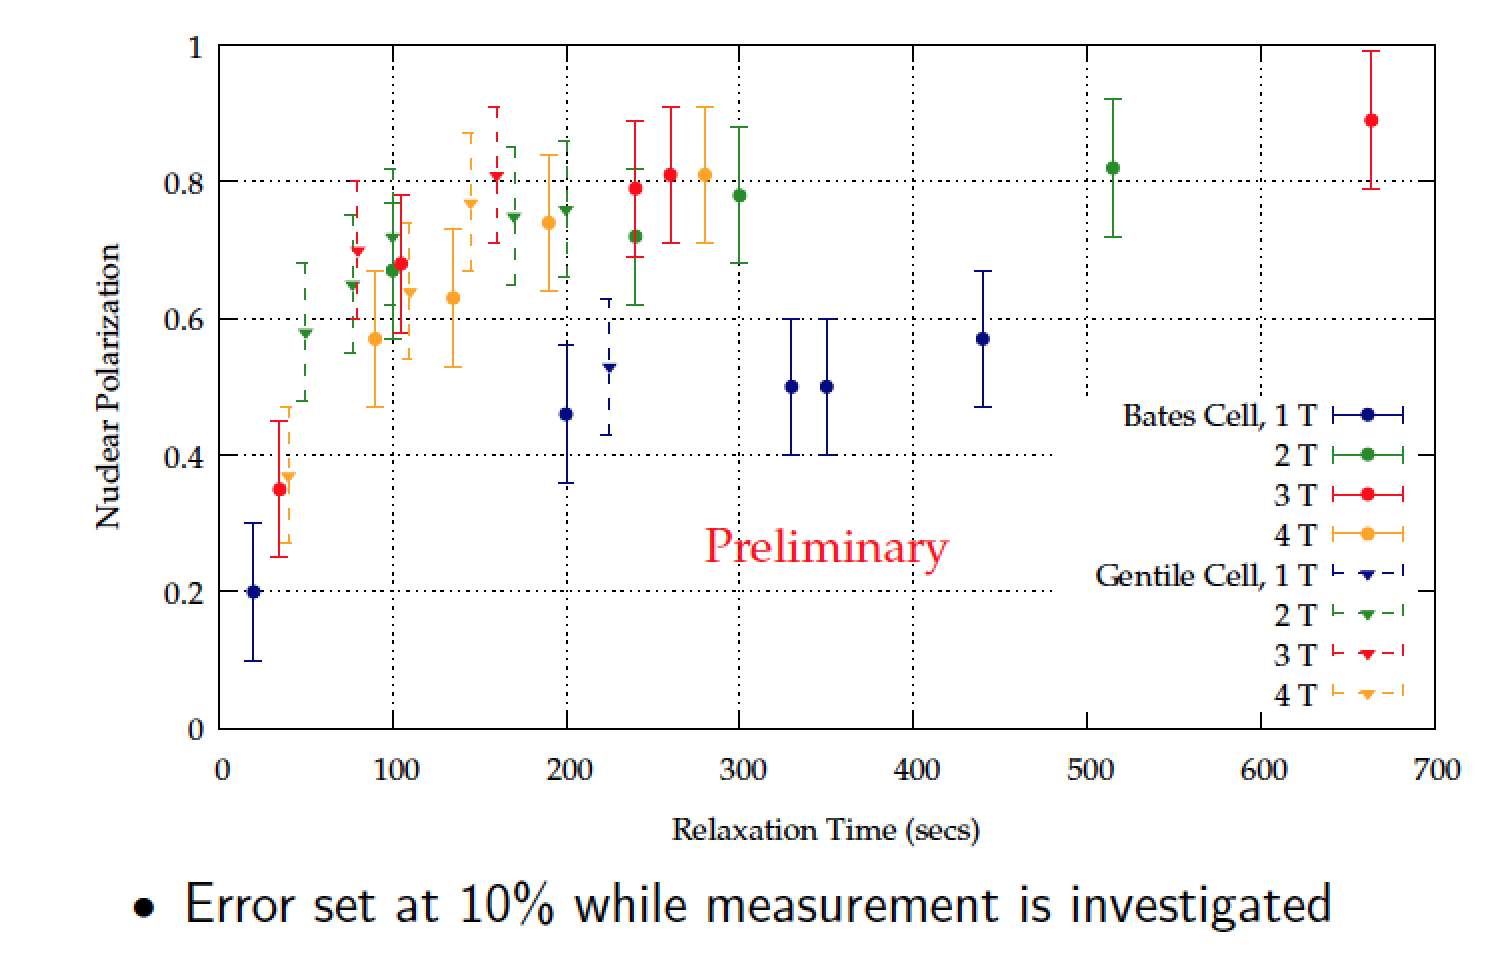 1
0.8
0.6
0.4
0.2
0
Nuclear Polarization
Bates Cell, 1 T
2 T
3 T
4 T
Gentile Cell, 1 T
2 T
3 T
4 T
Preliminary
0 100 200 300 400 500 600 700
Relaxation Time (secs)
• Error set at 10% while measurement is investigated